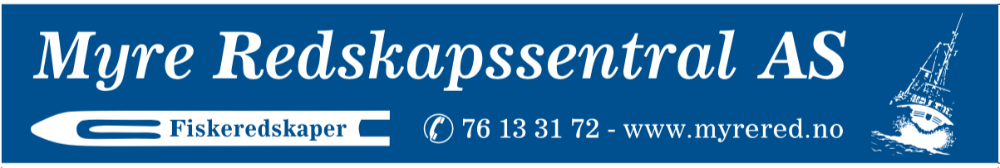 Myre Redskapssentral AS
Fiskeredskaper
✆ 76 13 31 72 - www.myrered.no